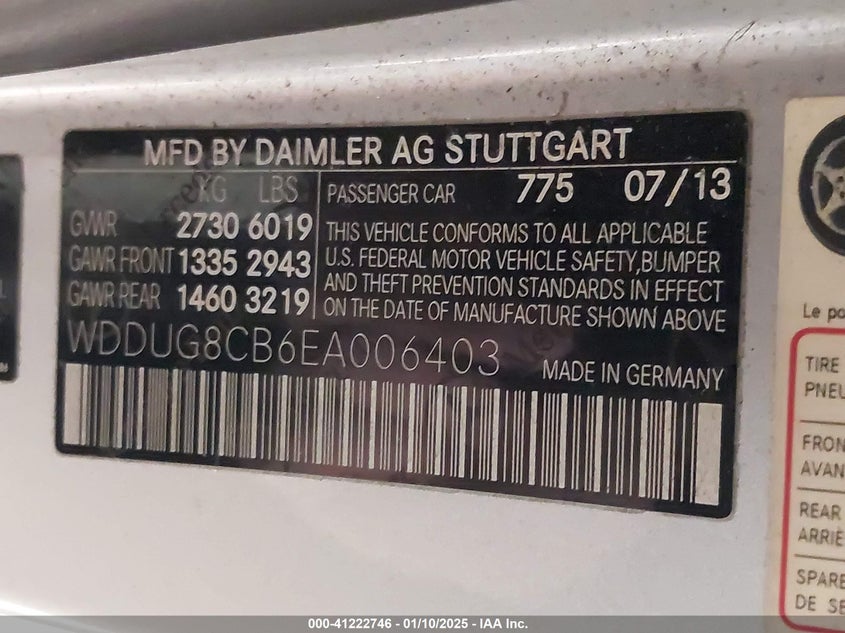 MFD BY DAIMLER AG STUTTGART
KG LBS
GVWR 2730 6019
GAWR FRONT 1335 2943
GAWR REAR 1460 3219
PASSENGER CAR 775 07/13
THIS VEHICLE CONFORMS TO ALL APPLICABLE
U.S. FEDERAL MOTOR VEHICLE SAFETY,BUMPER
AND THEFT PREVENTION STANDARDS IN EFFECT
ON THE DATE OF MANUFACTURE SHOWN ABOVE
WDDUG8CB6EA006403
MADE IN GERMANY
Le po
TIRE
PNEU
FRON
AVAN
REAR
ARRIÈ
SPARE
DE SE
000-41222746 - 01/10/2025 - IAA Inc.